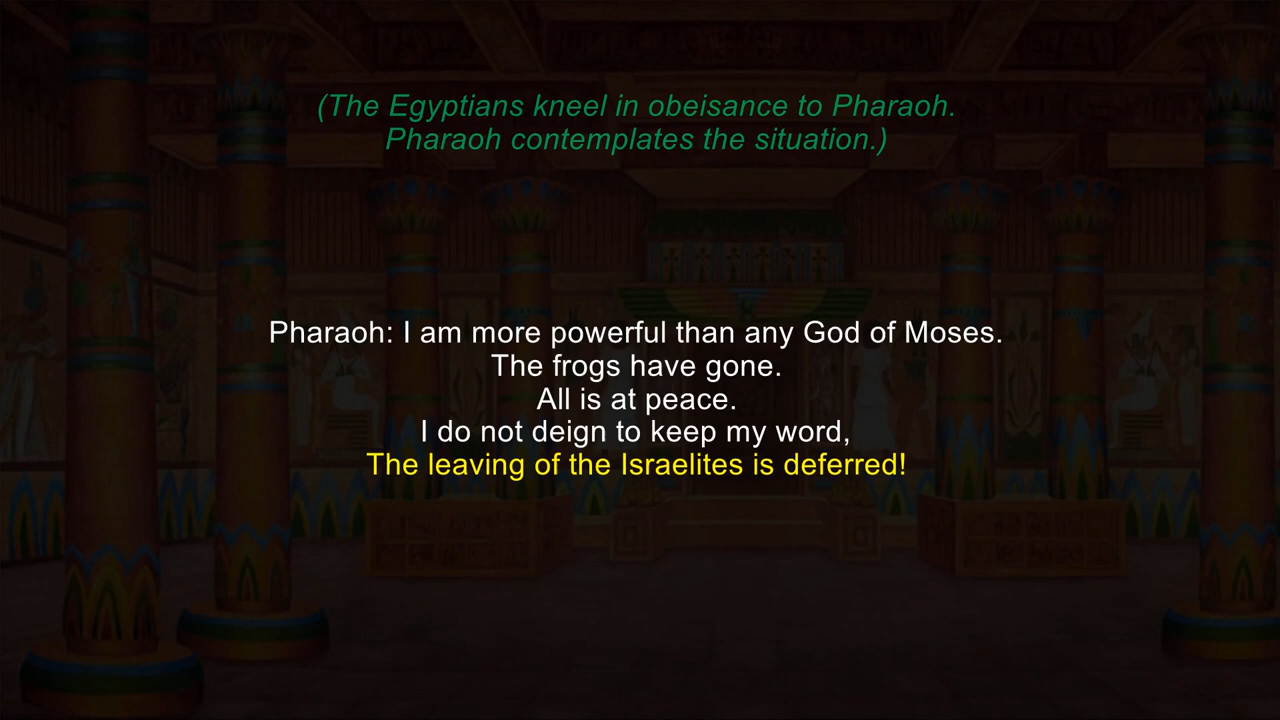 (The Egyptians kneel in obeisance to Pharaoh.
Pharaoh contemplates the situation.)
Pharaoh: I am more powerful than any God of Moses.
The frogs have gone.
All is at peace.
I do not deign to keep my word,
The leaving of the Israelites is deferred!